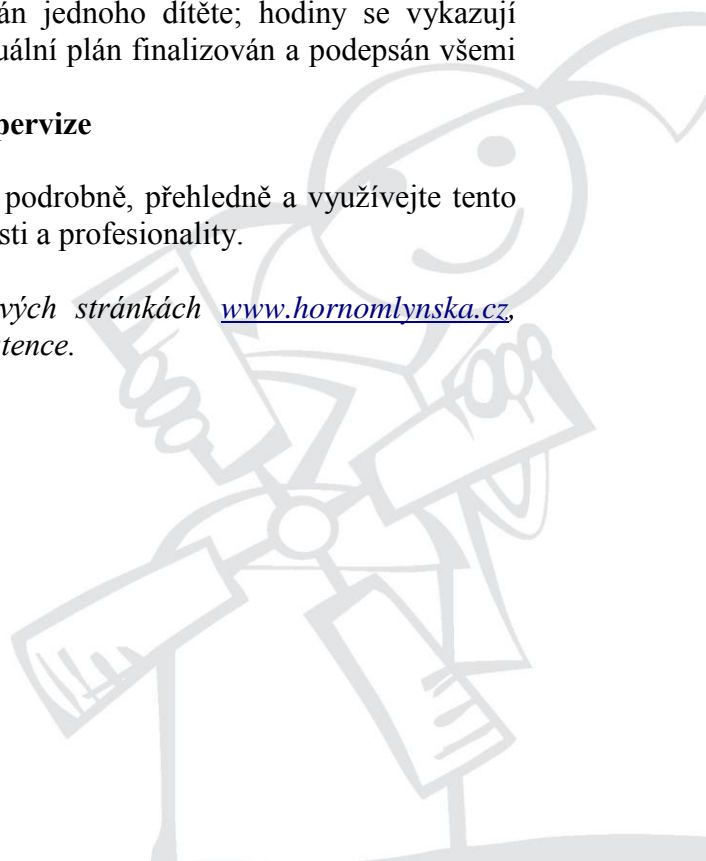 án jednoho dítěte; hodiny se vykazují
uální plán finalizován a podepsán všemi
pervize
podrobně, přehledně a využívejte tento
sti a profesionality.
vých stránkách www.hornomlynska.cz,
tence.